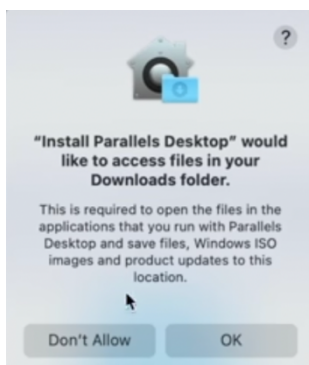 ?
“Install Parallels Desktop” would
like to access files in your
Downloads folder.
This is required to open the files in the
applications that you run with Parallels
Desktop and save files, Windows ISO
images and product updates to this
location.
Don't Allow
OK